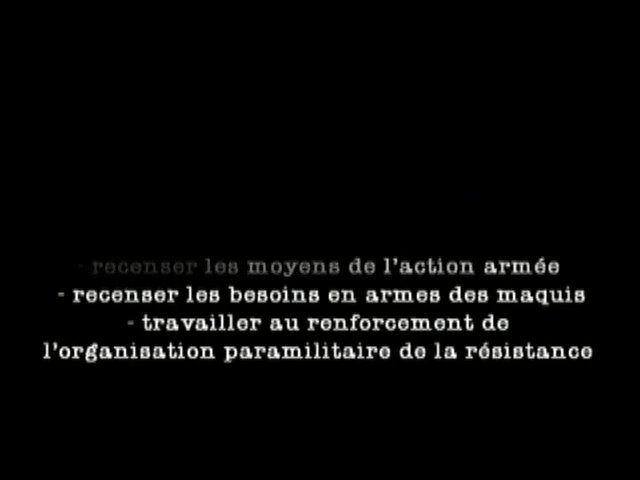 - recenser les moyens de l'action armée
- recenser les besoins en armes des maquis
- travailler au renforcement de
l'organisation paramilitaire de la résistance